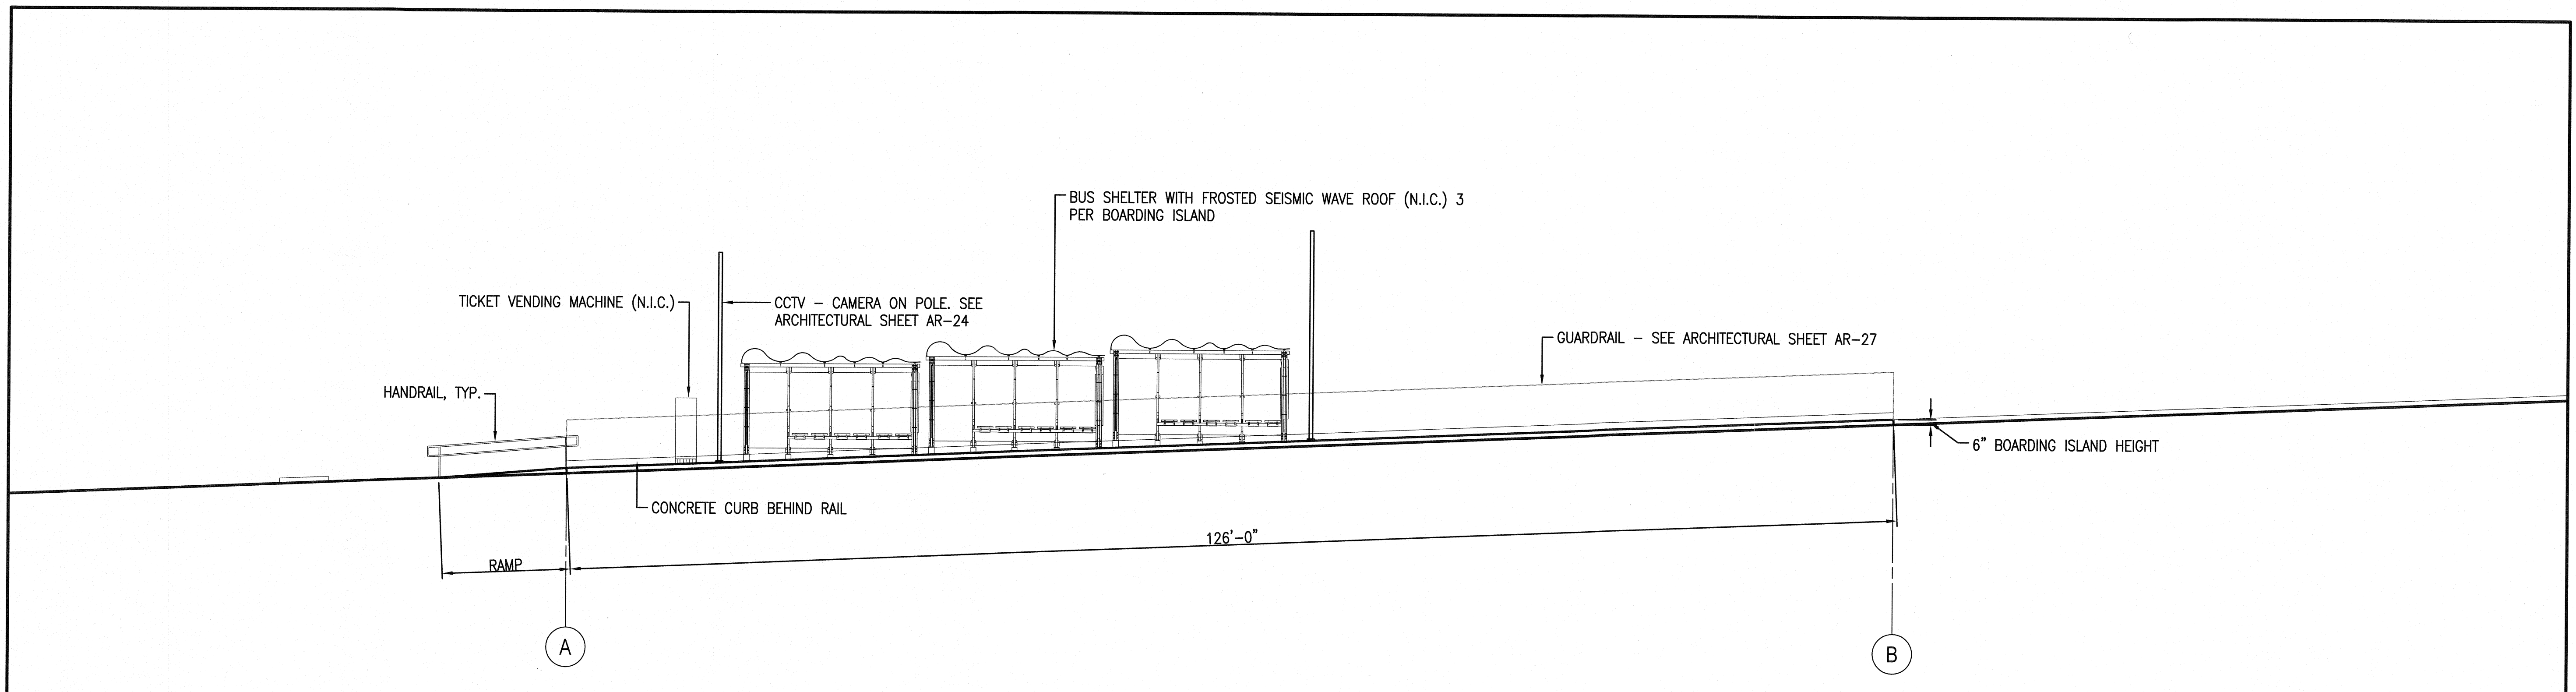 BUS SHELTER WITH FROSTED SEISMIC WAVE ROOF (N.I.C.) 3
PER BOARDING ISLAND
TICKET VENDING MACHINE (N.I.C.)
CCTV - CAMERA ON POLE. SEE
ARCHITECTURAL SHEET AR-24
GUARDRAIL - SEE ARCHITECTURAL SHEET AR-27
HANDRAIL, TYP.
6" BOARDING ISLAND HEIGHT
CONCRETE CURB BEHIND RAIL
126'-0"
RAMP
A
B